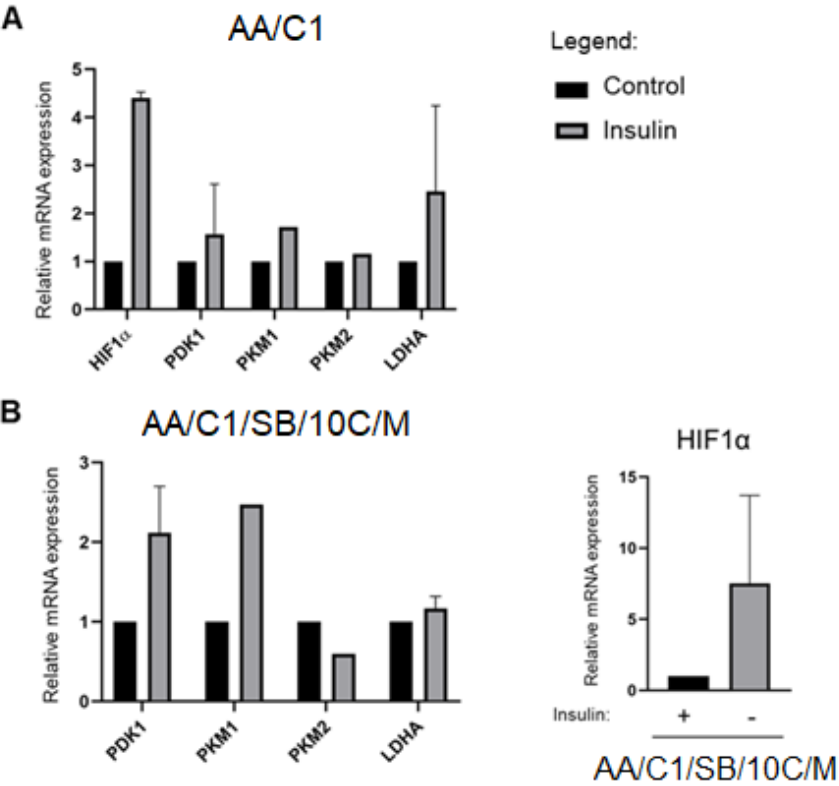 A
AA/C1
Legend:
Control
Insulin
Relative mRNA expression
5
4
3
2
1
0
HIF1α
PDK1
PKM1
PKM2
LDHA
B
AA/C1/SB/10C/M
Relative mRNA expression
3
2
1
0
PDK1
PKM1
PKM2
LDHA
HIF1α
Relative mRNA expression
15
10
5
0
Insulin: + -
AA/C1/SB/10C/M